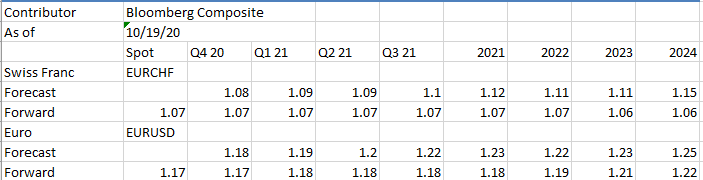 Contributor Bloomberg Composite
As of 10/19/20
Spot Q4 20 Q1 21 Q2 21 Q3 21 2021 2022 2023 2024
Swiss Franc EURCHF
Forecast 1.08 1.09 1.09 1.1 1.12 1.11 1.11 1.15
Forward 1.07 1.07 1.07 1.07 1.07 1.07 1.07 1.06 1.06
Euro EURUSD
Forecast 1.18 1.19 1.2 1.22 1.23 1.22 1.23 1.25
Forward 1.17 1.17 1.18 1.18 1.18 1.18 1.19 1.21 1.22